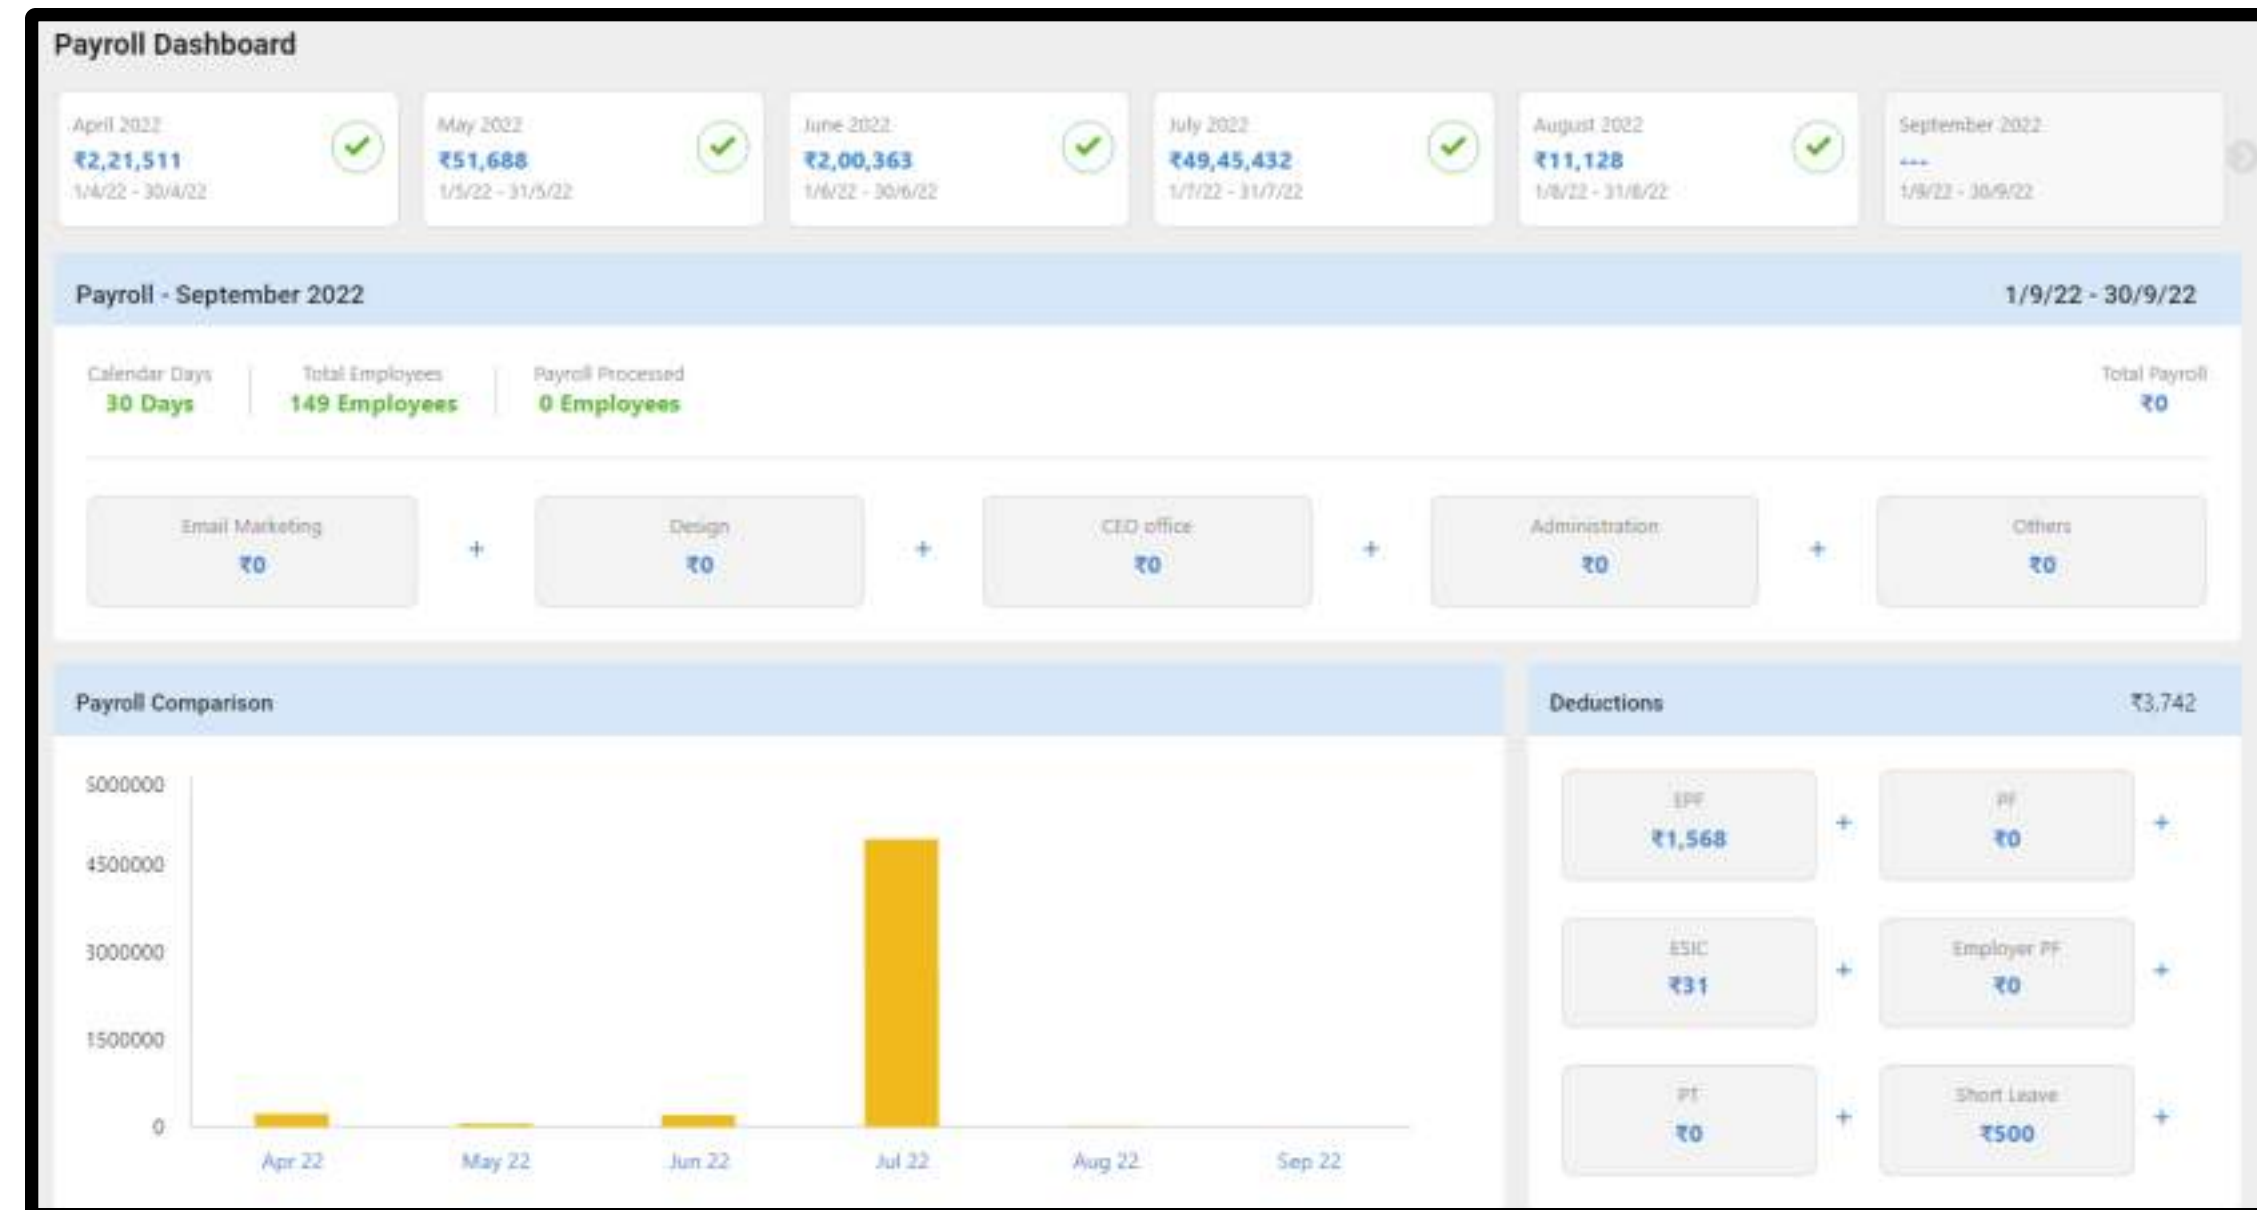 Payroll Dashboard
April 2022
₹2,21,511
1/4/22 - 30/4/22
May 2022
₹51,688
1/5/22 - 31/5/22
June 2022
₹2,00,363
1/6/22 - 30/6/22
July 2022
₹49,45,432
1/7/22 - 31/7/22
August 2022
₹11,128
1/8/22 - 31/8/22
September 2022
---
1/9/22 - 30/9/22
Payroll - September 2022
1/9/22 - 30/9/22
Calendar Days
30 Days
Total Employees
149 Employees
Payroll Processed
0 Employees
Total Payroll
₹0
Email Marketing
₹0
+
Design
₹0
+
CEO office
₹0
+
Administration
₹0
+
Others
₹0
Payroll Comparison
6000000
4500000
3000000
1500000
0
Apr 22
May 22
Jun 22
Jul 22
Aug 22
Sep 22
Deductions
₹3,742
EPF
₹1,568
+
PF
₹0
+
ESIC
₹31
+
Employer PF
₹0
+
PT
₹0
+
Short Leave
₹500
+